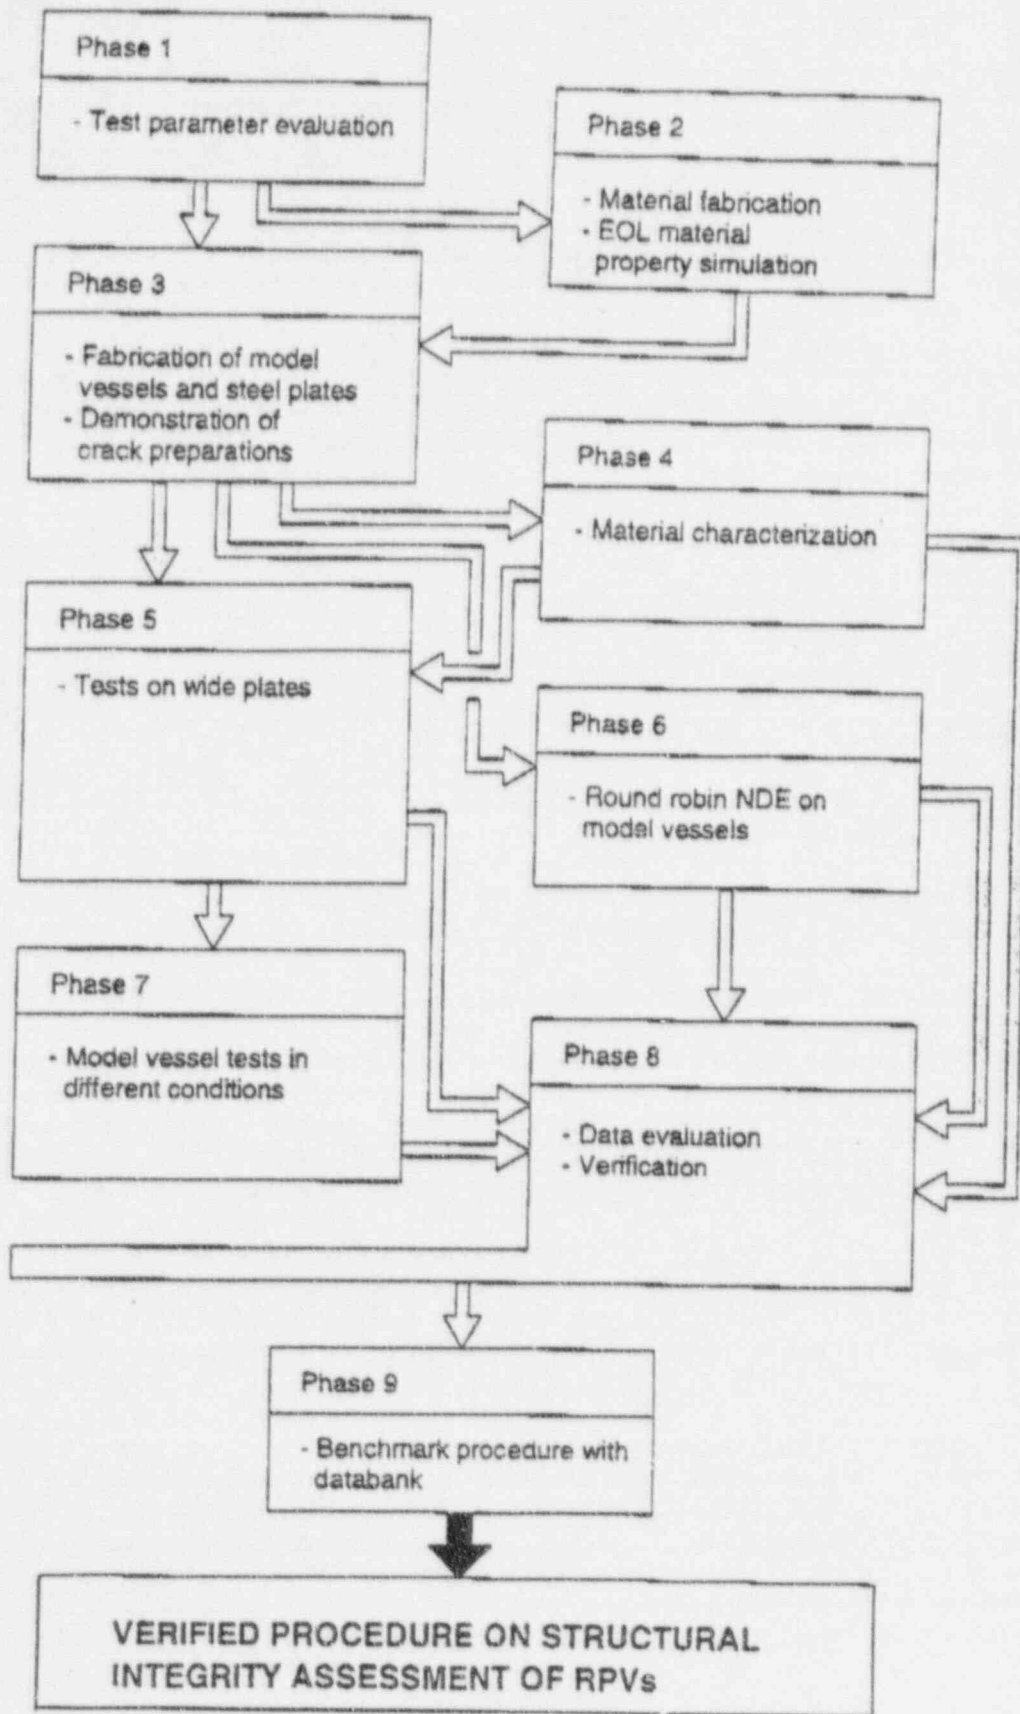 Phase 1
- Test parameter evaluation
Phase 2
- Material fabrication
- EOL material
property simulation
Phase 3
- Fabrication of model
vessels and steel plates
- Demonstration of
crack preparations
Phase 4
- Material characterization
Phase 5
- Tests on wide plates
Phase 6
- Round robin NDE on
model vessels
Phase 7
- Model vessel tests in
different conditions
Phase 8
- Data evaluation
- Verification
Phase 9
- Benchmark procedure with
databank
VERIFIED PROCEDURE ON STRUCTURAL
INTEGRITY ASSESSMENT OF RPVs